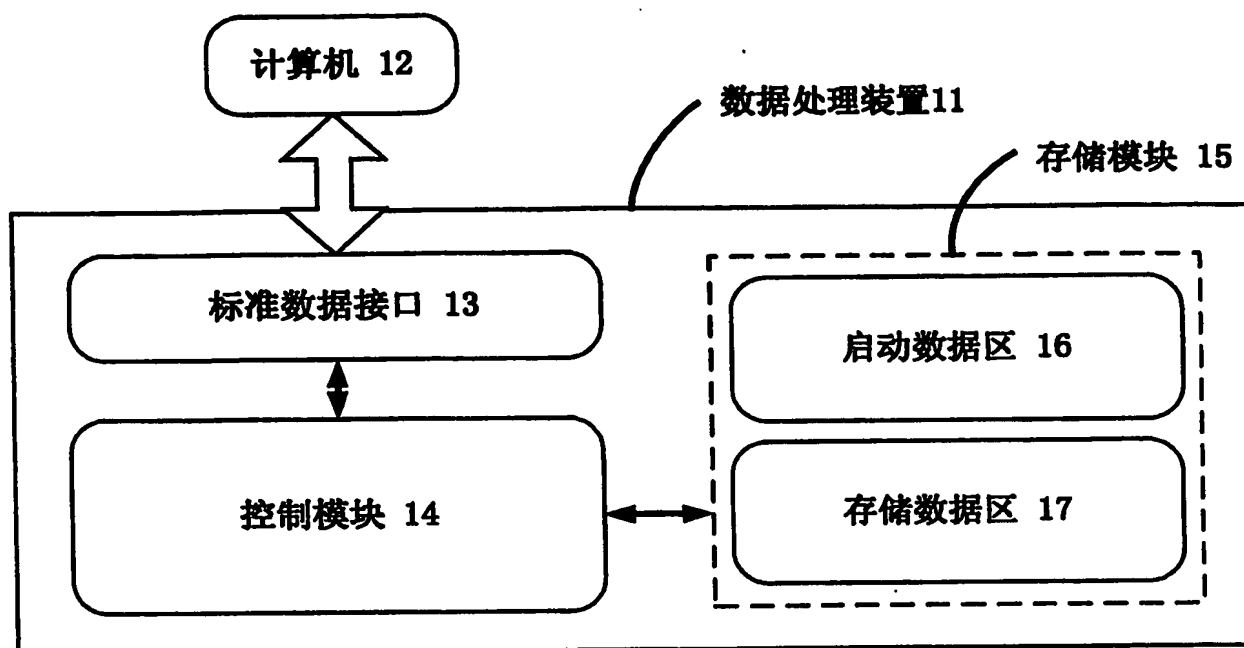 计算机 12
数据处理装置11
存储模块 15
标准数据接口 13
启动数据区 16
控制模块 14
存储数据区 17